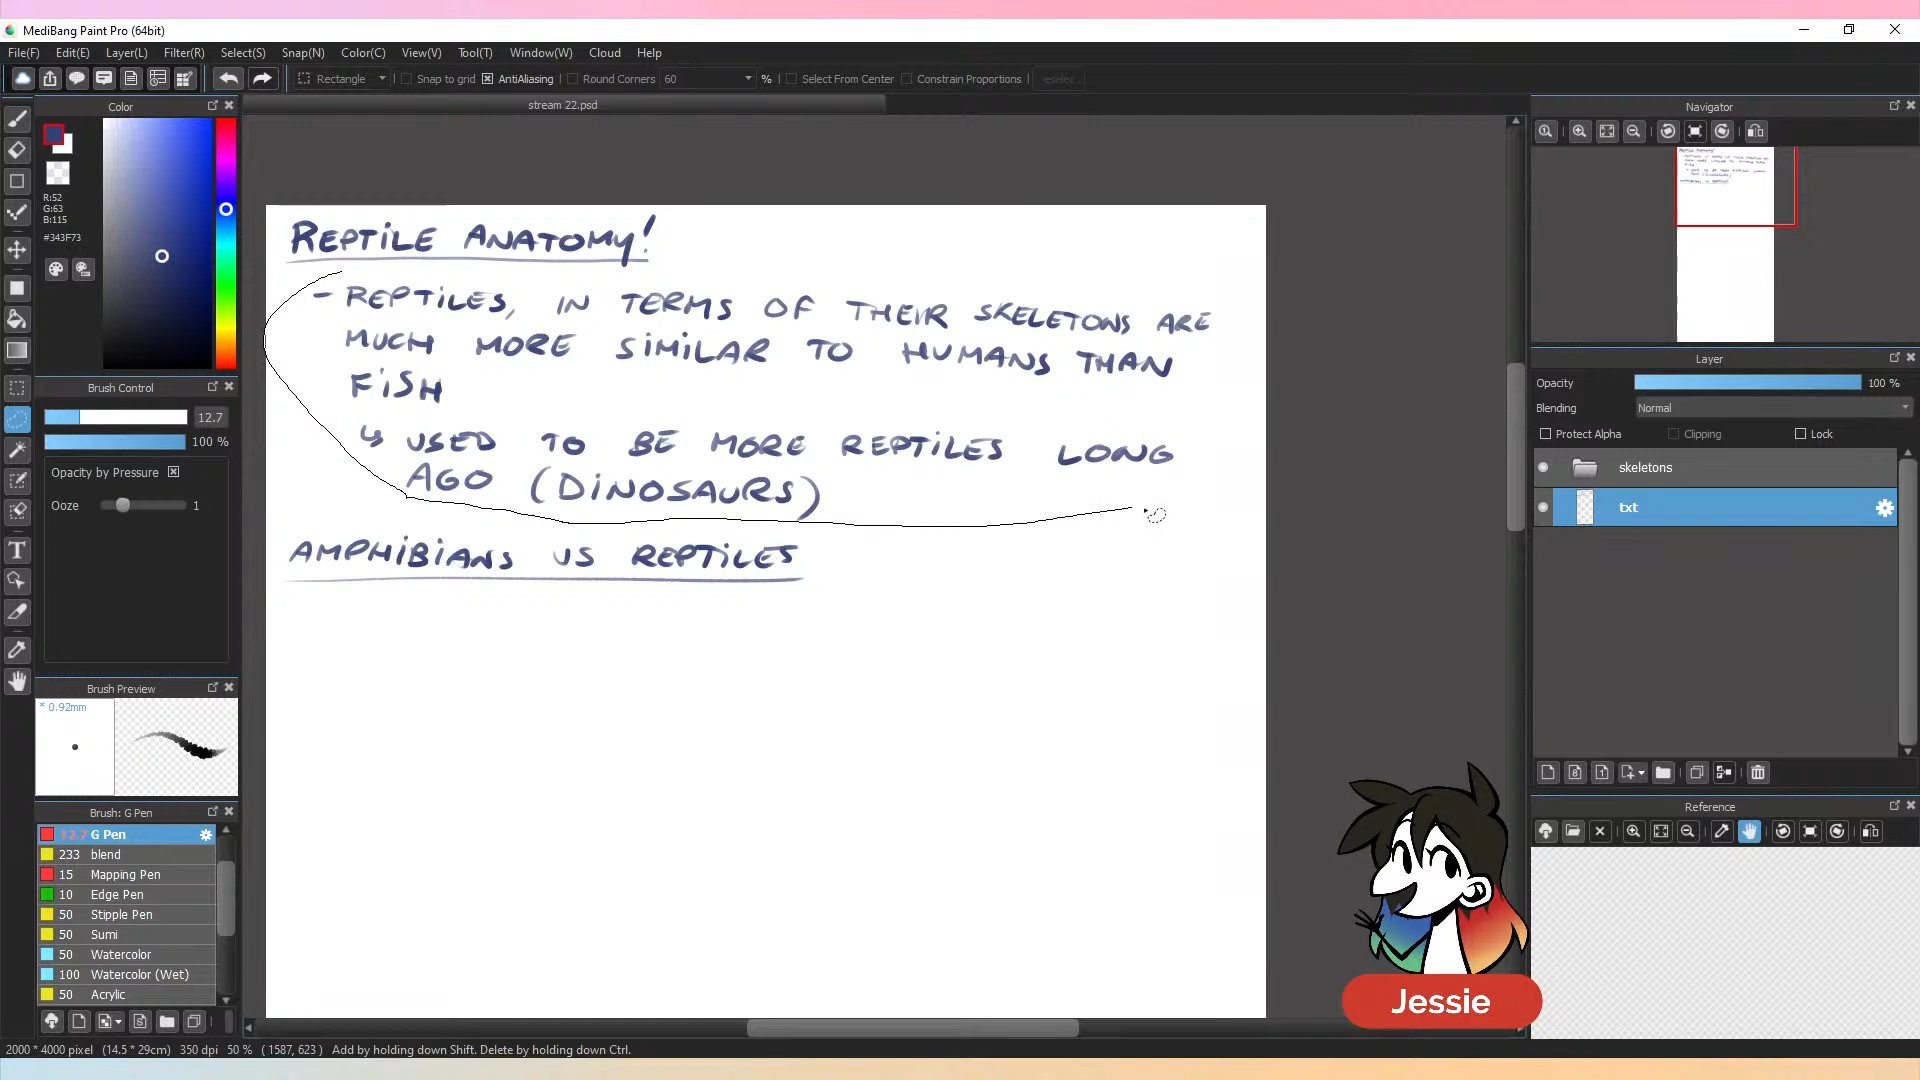 MediBang Paint Pro (64bit)
File(F) Edit(E) Layer(L) Filter(R) Select(S) Snap(N) Color(C) View(V) Tool(T) Window(W) Cloud Help
Rectangle Snap to grid AntiAliasing Round Corners 60 % Select From Center Constrain Proportions
Color
stream 22.psd
Navigator
R:52
G:63
B:115
#343F73
Brush Control
12.7
100 %
Opacity by Pressure
Ooze 1
Brush Preview
* 0.92mm
Brush: G Pen
12.7 G Pen
233 blend
15 Mapping Pen
10 Edge Pen
50 Stipple Pen
50 Sumi
50 Watercolor
100 Watercolor (Wet)
50 Acrylic
REPTILE ANATOMY!
- REPTILES, IN TERMS OF THEIR SKELETONS ARE
MUCH MORE SIMILAR TO HUMANS THAN
FISH
↳ USED TO BE MORE REPTILES LONG
AGO (DINOSAURS)
AMPHIBIANS VS REPTILES
Layer
Opacity 100 %
Blending Normal
Protect Alpha Clipping Lock
skeletons
txt
Reference
Jessie
2000 * 4000 pixel (14.5 * 29cm) 350 dpi 50 % ( 1587, 623 ) Add by holding down Shift. Delete by holding down Ctrl.